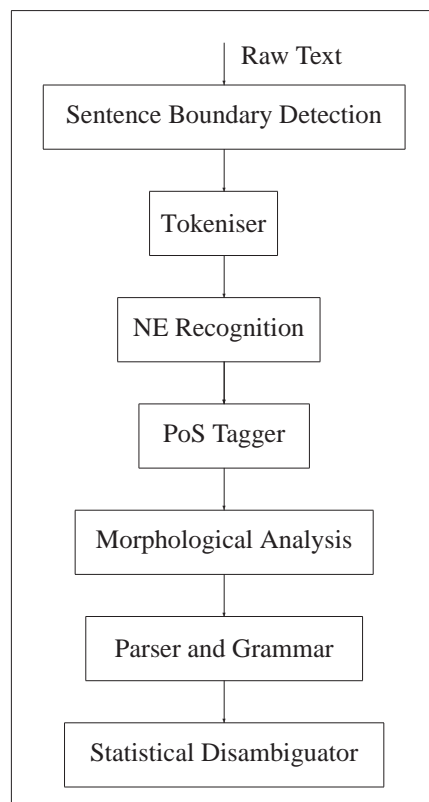 Raw Text
Sentence Boundary Detection
Tokeniser
NE Recognition
PoS Tagger
Morphological Analysis
Parser and Grammar
Statistical Disambiguator